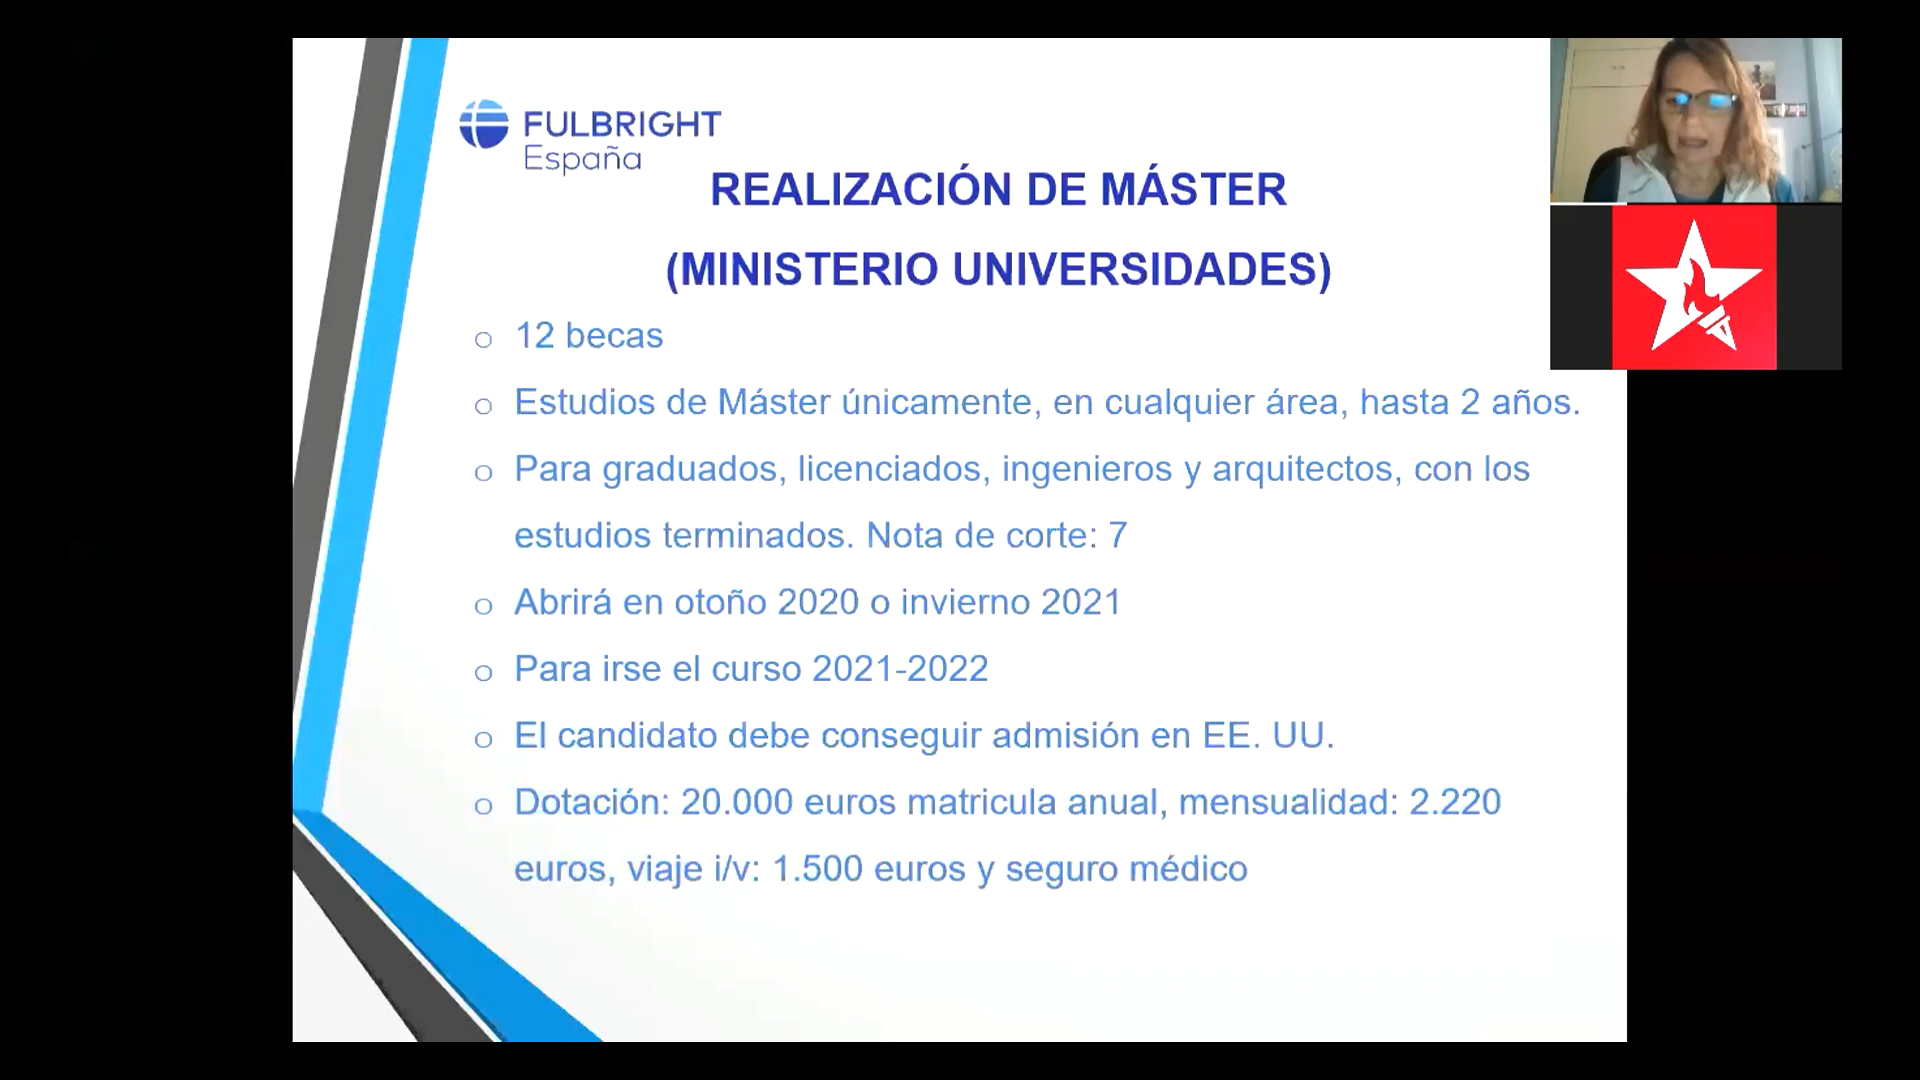 FULBRIGHT
España
REALIZACIÓN DE MÁSTER
(MINISTERIO UNIVERSIDADES)
o 12 becas
o Estudios de Máster únicamente, en cualquier área, hasta 2 años.
o Para graduados, licenciados, ingenieros y arquitectos, con los
estudios terminados. Nota de corte: 7
o Abrirá en otoño 2020 o invierno 2021
o Para irse el curso 2021-2022
o El candidato debe conseguir admisión en EE. UU.
o Dotación: 20.000 euros matricula anual, mensualidad: 2.220
euros, viaje i/v: 1.500 euros y seguro médico